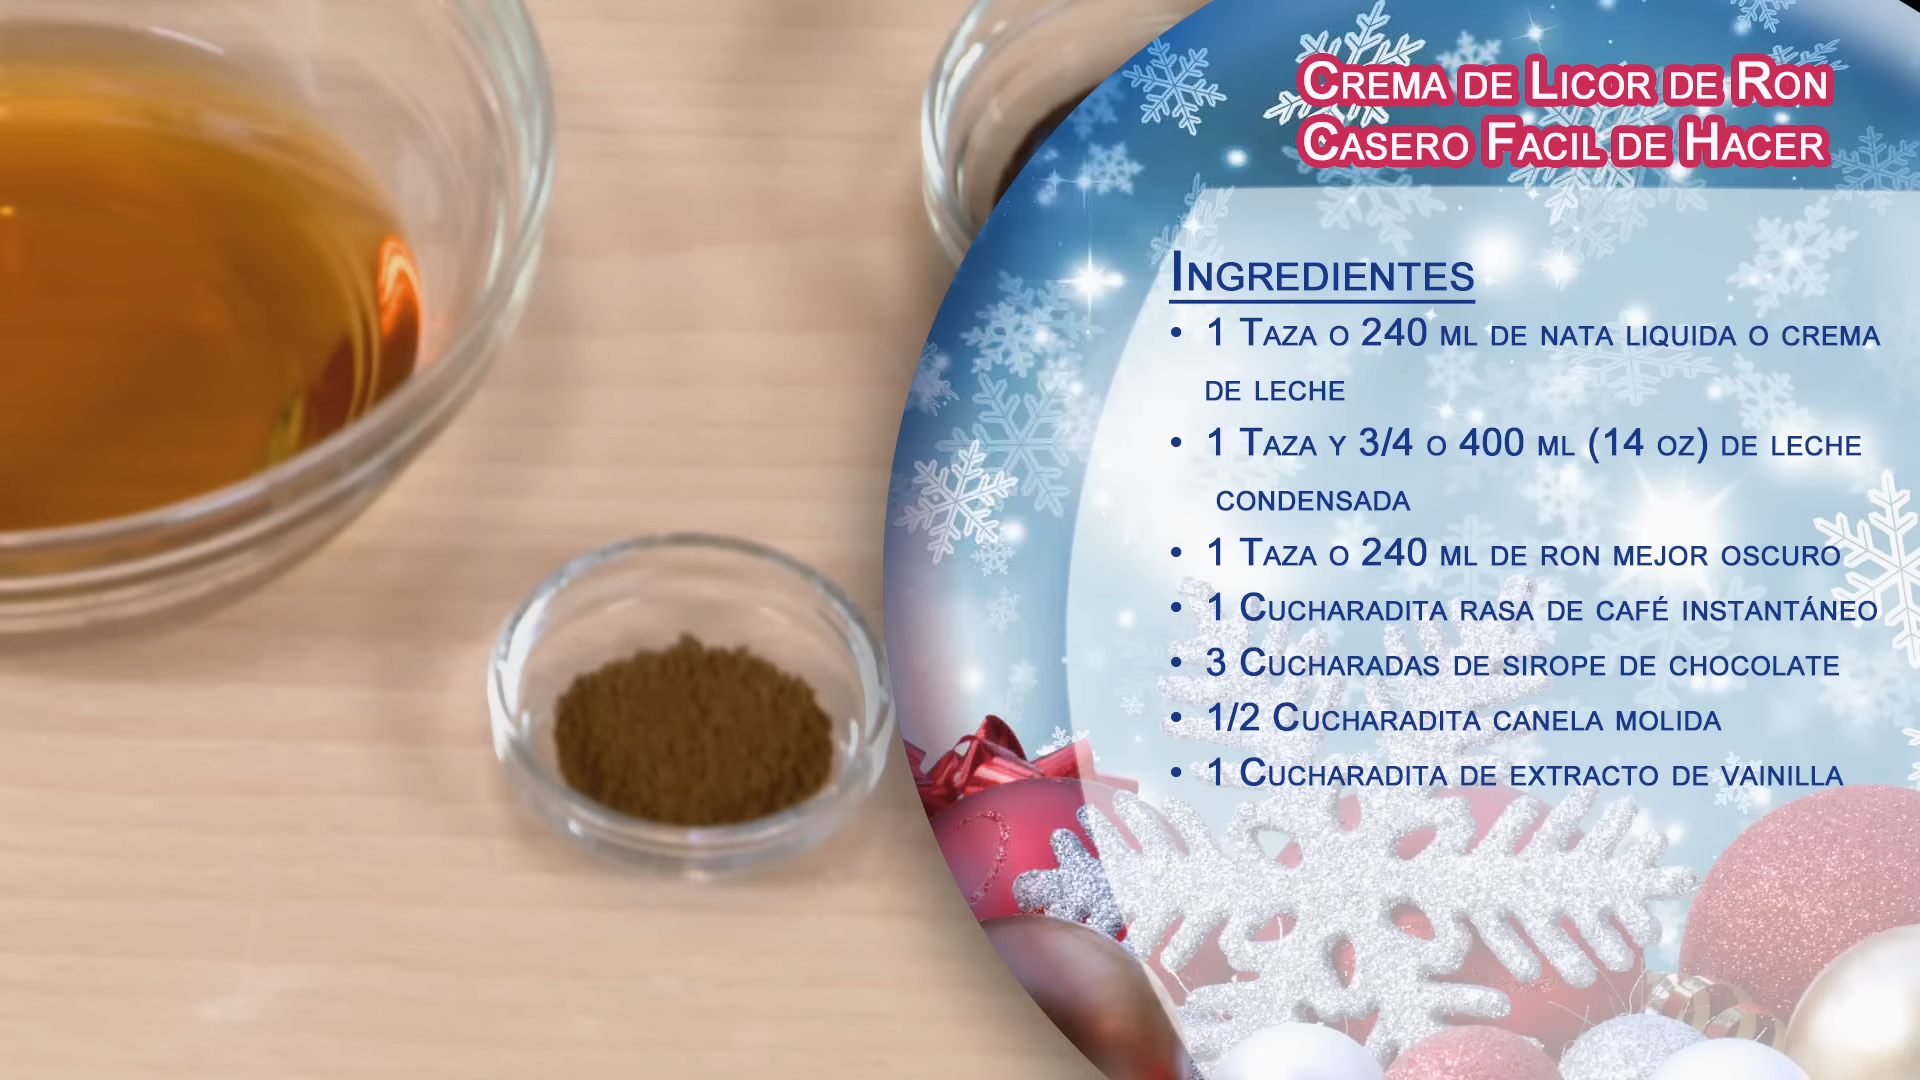 Crema de Licor de Ron
Casero Facil de Hacer
Ingredientes
• 1 Taza o 240 ml de nata liquida o crema
de leche
• 1 Taza y 3/4 o 400 ml (14 oz) de leche
condensada
• 1 Taza o 240 ml de ron mejor oscuro
• 1 Cucharadita rasa de café instantáneo
• 3 Cucharadas de sirope de chocolate
• 1/2 Cucharadita canela molida
• 1 Cucharadita de extracto de vainilla